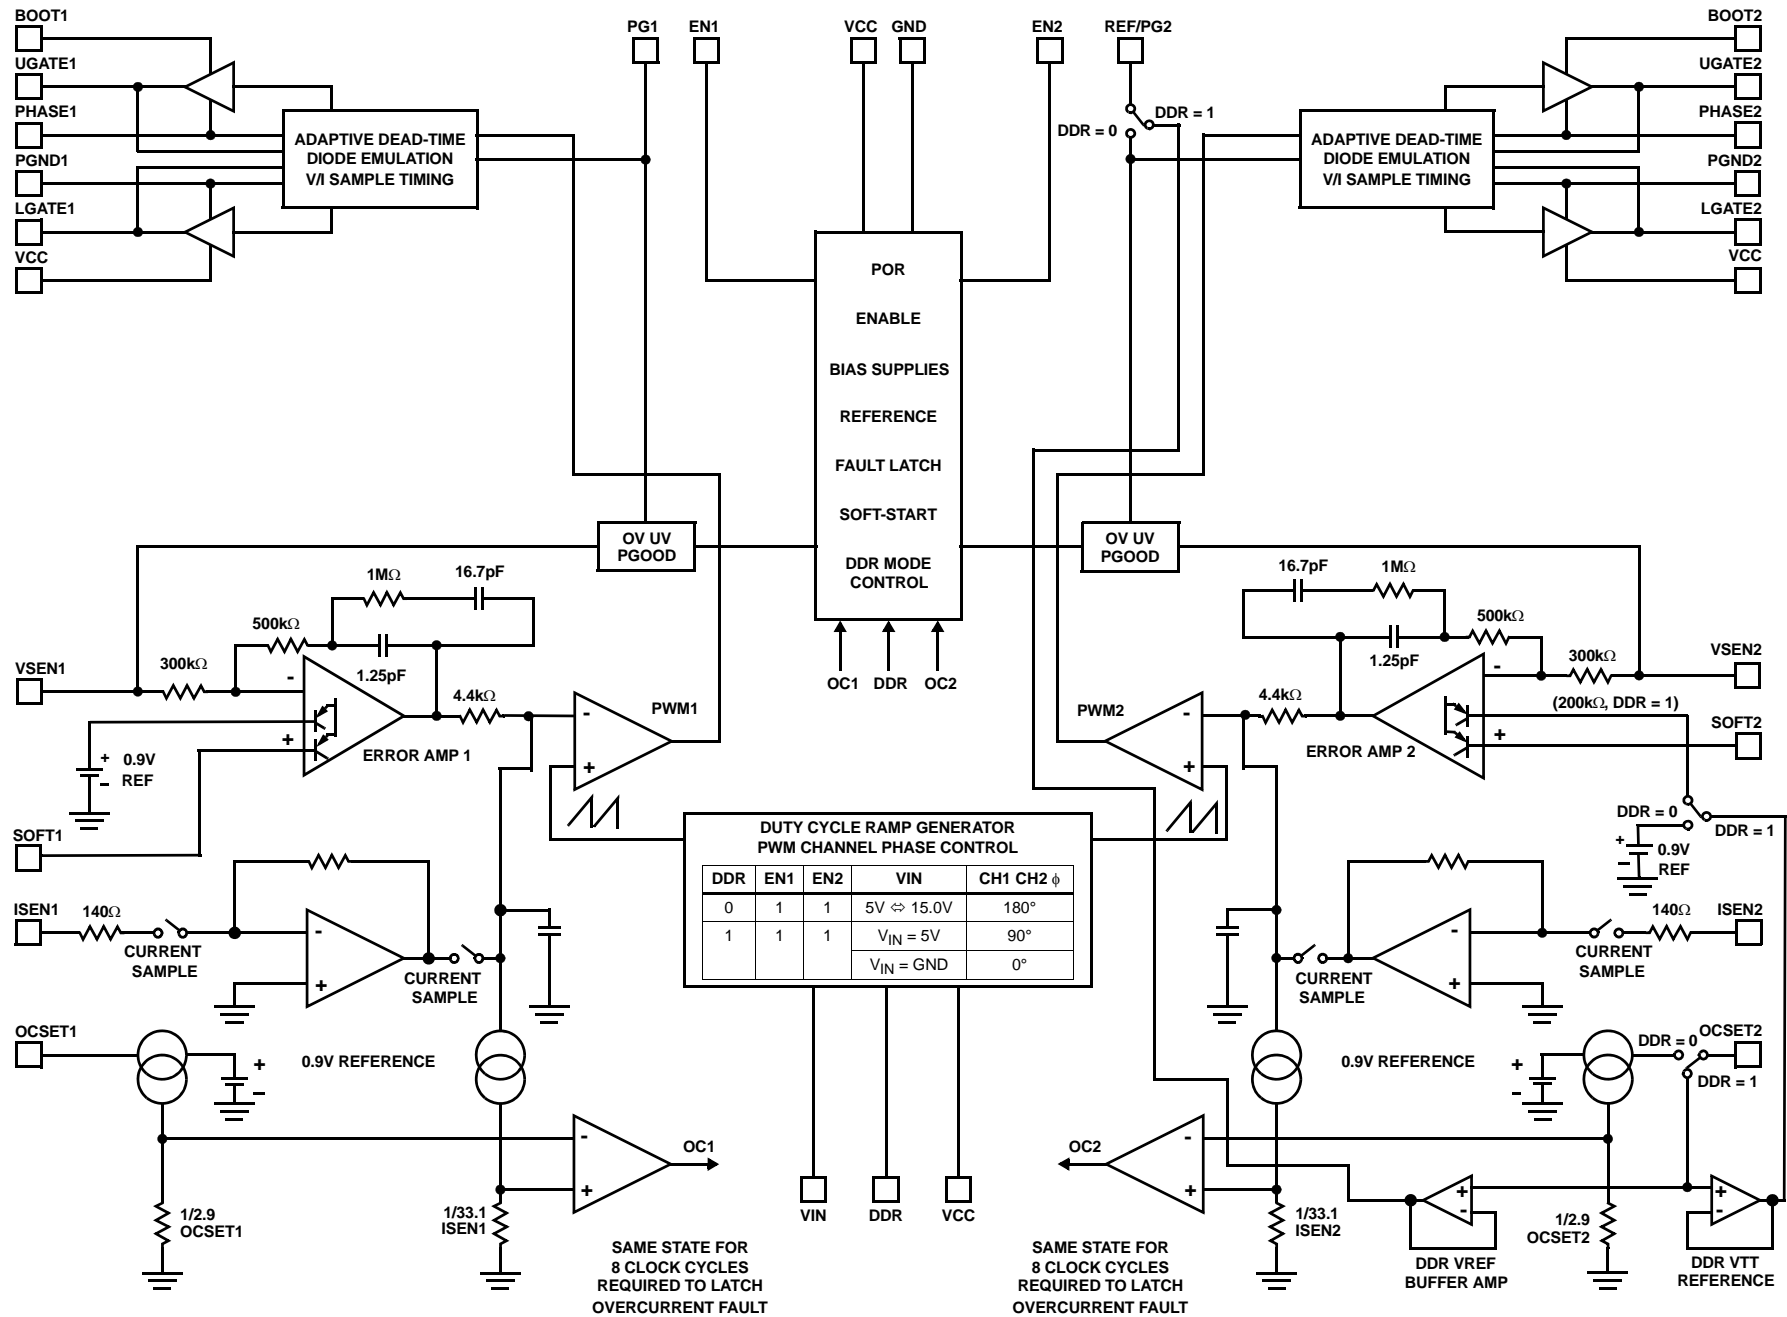 BOOT1
UGATE1
PHASE1
PGND1
LGATE1
VCC
ADAPTIVE DEAD-TIME
DIODE EMULATION
V/I SAMPLE TIMING
PG1
EN1
VCC
GND
EN2
REF/PG2
DDR = 1
DDR = 0
BOOT2
UGATE2
PHASE2
PGND2
LGATE2
VCC
ADAPTIVE DEAD-TIME
DIODE EMULATION
V/I SAMPLE TIMING
POR
ENABLE
BIAS SUPPLIES
REFERENCE
FAULT LATCH
SOFT-START
DDR MODE
CONTROL
OC1
DDR
OC2
OV UV
PGOOD
OV UV
PGOOD
1MΩ
16.7pF
500kΩ
1.25pF
300kΩ
VSEN1
-
+
4.4kΩ
ERROR AMP 1
+
-
0.9V
REF
SOFT1
PWM1
-
+
16.7pF
1MΩ
500kΩ
1.25pF
300kΩ
VSEN2
(200kΩ, DDR = 1)
SOFT2
-
+
4.4kΩ
ERROR AMP 2
PWM2
-
+
DDR = 0
DDR = 1
+
-
0.9V
REF
DUTY CYCLE RAMP GENERATOR
PWM CHANNEL PHASE CONTROL
DDR EN1 EN2 VIN CH1 CH2 ϕ
0 1 1 5V ⇔ 15.0V 180°
1 1 1 VIN = 5V 90°
VIN = GND 0°
ISEN1
140Ω
CURRENT
SAMPLE
-
+
CURRENT
SAMPLE
ISEN2
140Ω
CURRENT
SAMPLE
-
+
CURRENT
SAMPLE
OCSET1
+
-
0.9V REFERENCE
1/2.9
OCSET1
1/33.1
ISEN1
-
+
OC1
SAME STATE FOR
8 CLOCK CYCLES
REQUIRED TO LATCH
OVERCURRENT FAULT
VIN
DDR
VCC
0.9V REFERENCE
+
-
DDR = 0
OCSET2
DDR = 1
OC2
-
+
1/33.1
ISEN2
SAME STATE FOR
8 CLOCK CYCLES
REQUIRED TO LATCH
OVERCURRENT FAULT
+
-
DDR VREF
BUFFER AMP
1/2.9
OCSET2
+
-
DDR VTT
REFERENCE